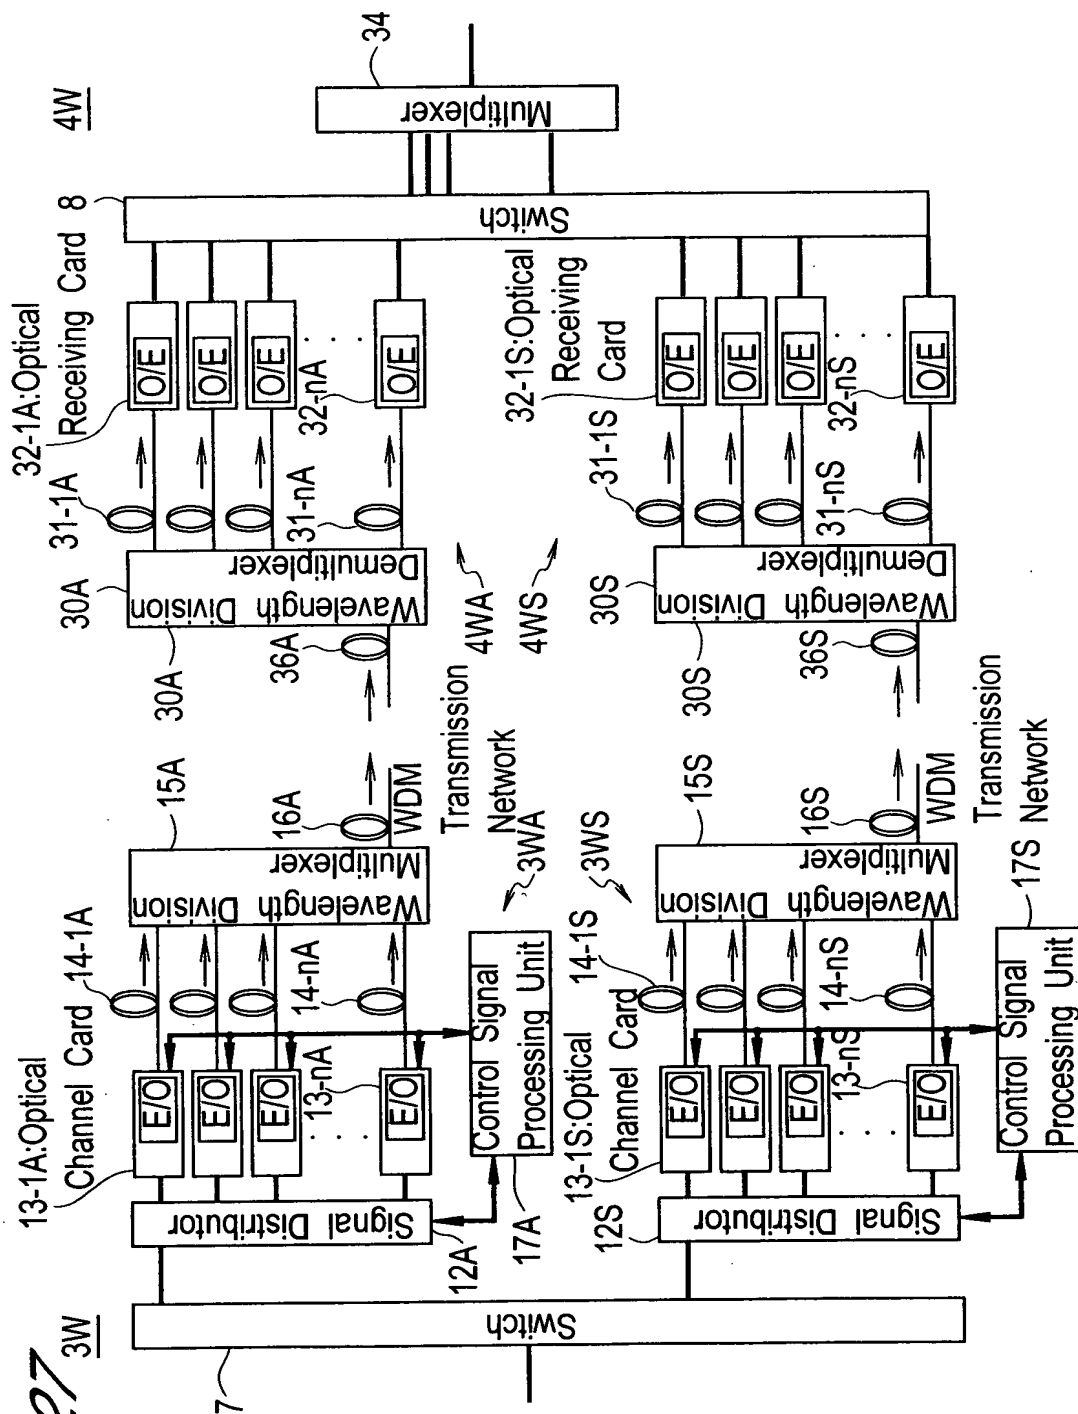 27
3W
7
Switch
13-1A:Optical
Channel Card
14-1A
15A
E/O
E/O
E/O
E/O
13-nA
14-nA
Signal Distributor
12A
17A
Control Signal
Processing Unit
Wavelength Division
Multiplexer
16A
WDM
Transmission
Network
3WA
3WS
13-1S:Optical
Channel Card
14-1S
15S
E/O
E/O
E/O
E/O
13-nS
14-nS
Signal Distributor
12S
17S
Control Signal
Processing Unit
Wavelength Division
Multiplexer
16S
WDM
Transmission
Network
4W
30A
30A
36A
Wavelength Division
Demultiplexer
31-1A
31-nA
32-1A:Optical
Receiving Card
O/E
O/E
O/E
O/E
32-nA
8
Switch
34
Multiplexer
4WA
4WS
30S
30S
36S
Wavelength Division
Demultiplexer
31-1S
31-nS
32-1S:Optical
Receiving
Card
O/E
O/E
O/E
O/E
32-nS